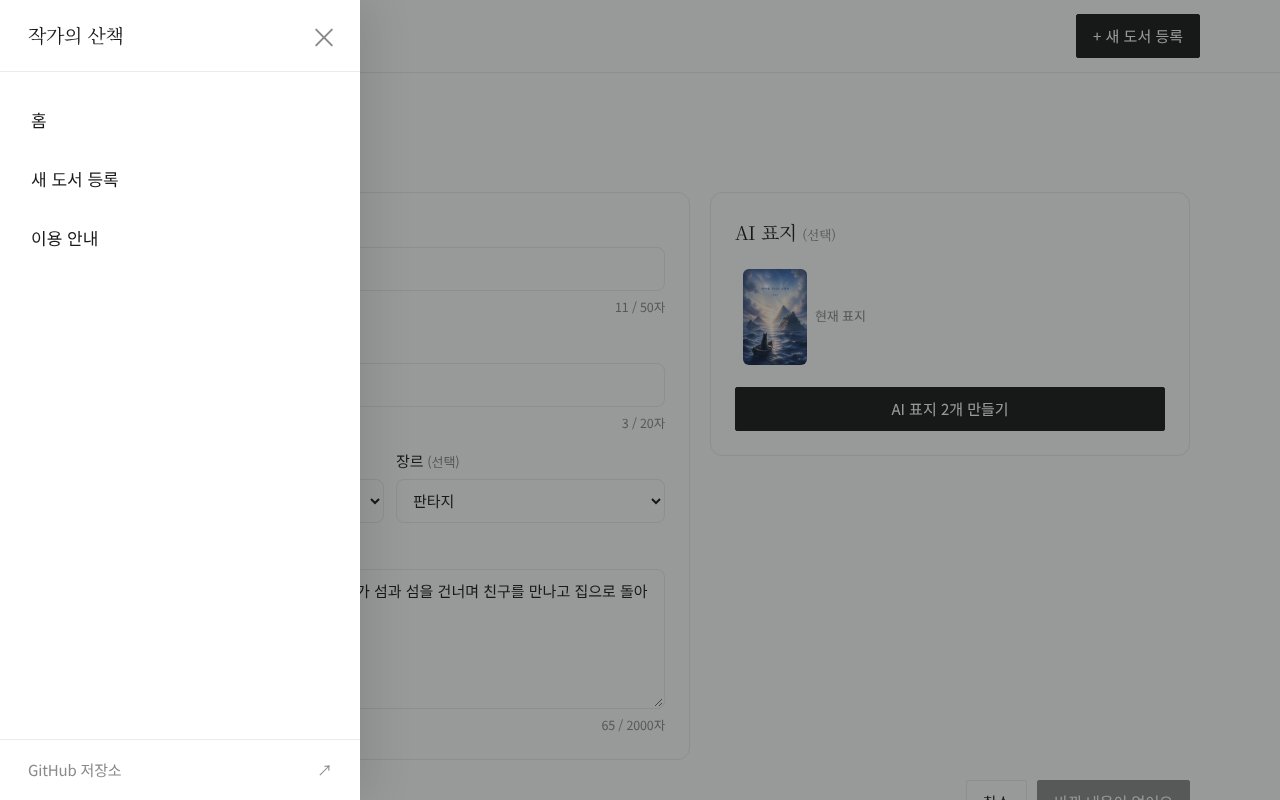 작가의 산책
홈
새 도서 등록
이용 안내
GitHub 저장소 ↗
+ 새 도서 등록
11 / 50자
3 / 20자
장르 (선택)
판타지
섬과 섬을 건너며 친구를 만나고 집으로 돌아
65 / 2000자
AI 표지 (선택)
현재 표지
AI 표지 2개 만들기